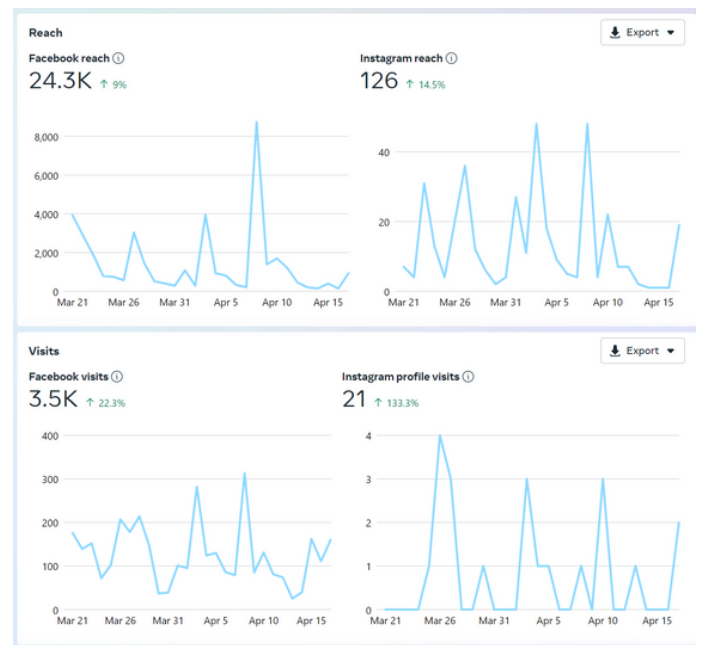 Reach
Export
Facebook reach
24.3K ↑ 9%
8,000
6,000
4,000
2,000
0
Mar 21 Mar 26 Mar 31 Apr 5 Apr 10 Apr 15
Instagram reach
126 ↑ 14.5%
40
20
0
Mar 21 Mar 26 Mar 31 Apr 5 Apr 10 Apr 15
Visits
Export
Facebook visits
3.5K ↑ 22.3%
400
300
200
100
0
Mar 21 Mar 26 Mar 31 Apr 5 Apr 10 Apr 15
Instagram profile visits
21 ↑ 133.3%
4
3
2
1
0
Mar 21 Mar 26 Mar 31 Apr 5 Apr 10 Apr 15